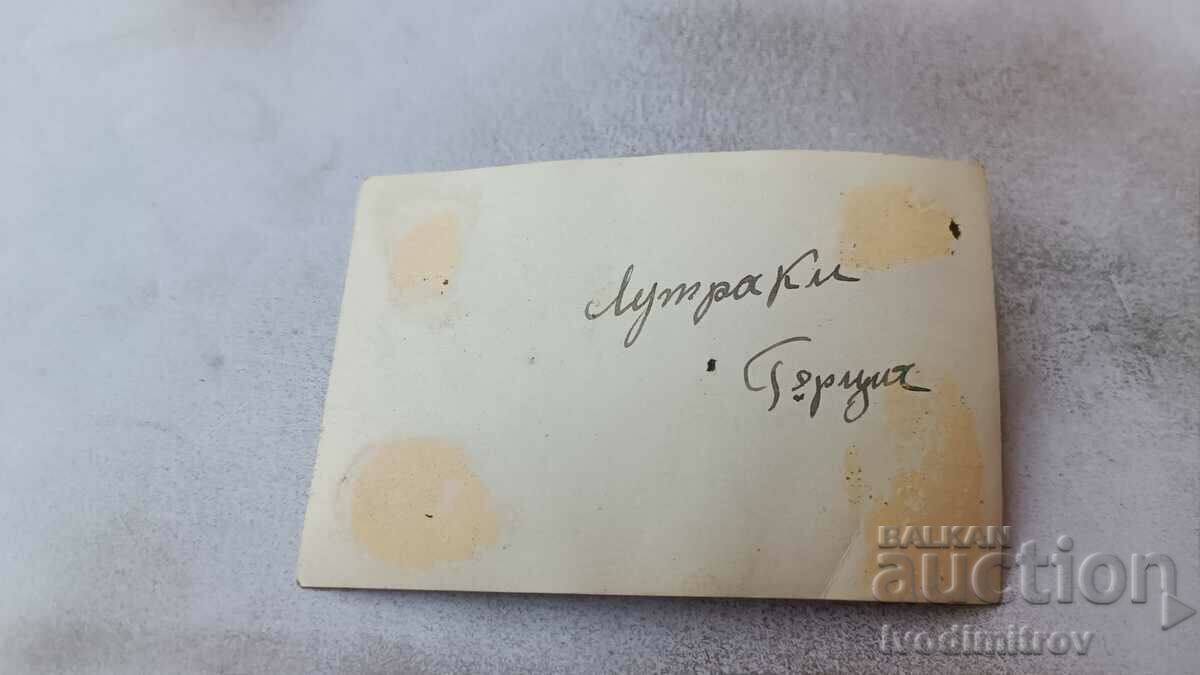 Лутраки
Гърция
BALKAN
auction
ivodimitrov